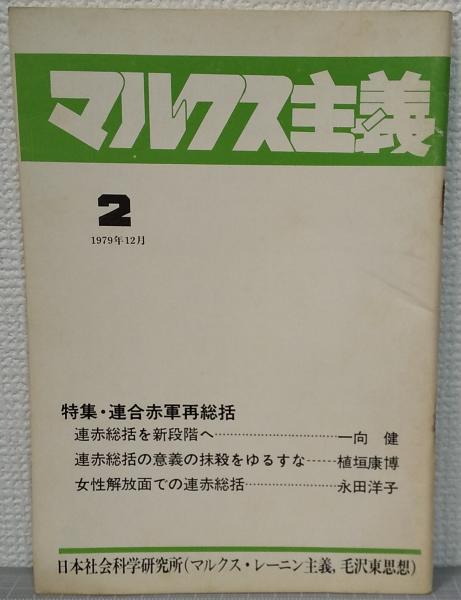 マルクス主義
2
1979年12月
特集・連合赤軍再総括
連赤総括を新段階へ……………………………一向 健
連赤総括の意義の抹殺をゆるすな……植垣康博
女性解放面での連赤総括……………………永田洋子
日本社会科学研究所(マルクス・レーニン主義,毛沢東思想)